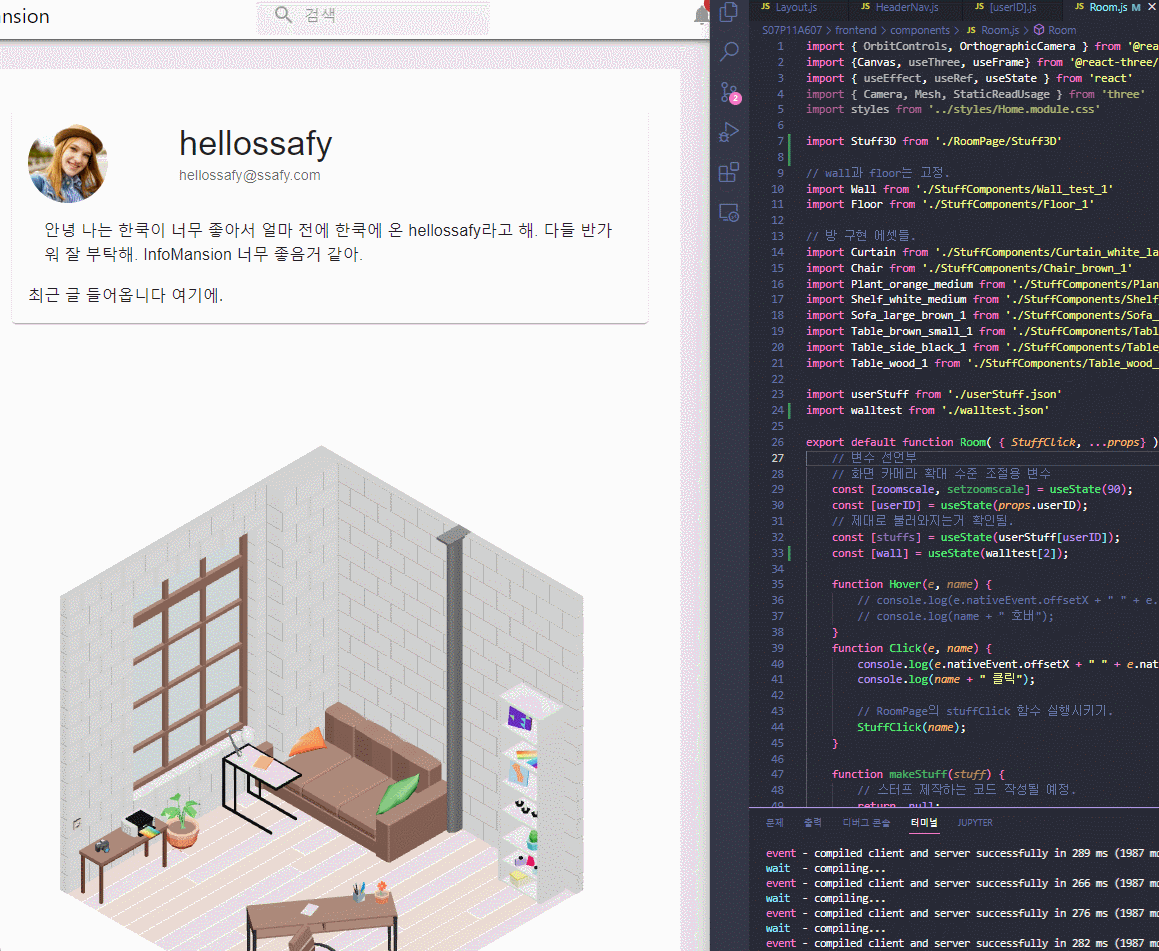 ansion
검색
hellossafy
hellossafy@ssafy.com
안녕 나는 한쿡이 너무 좋아서 얼마 전에 한쿡에 온 hellossafy라고 해. 다들 반가
워 잘 부탁해. InfoMansion 너무 좋음거 같아.
최근 글 들어옵니다 여기에.
JS Layout.js JS HeaderNav.js JS [userID].js JS Room.js M
S07P11A607 > frontend > components > JS Room.js > Room
1 import { OrbitControls, OrthographicCamera } from '@rea
2 import {Canvas, useThree, useFrame} from '@react-three/
3 import { useEffect, useRef, useState } from 'react'
4 import { Camera, Mesh, StaticReadUsage } from 'three'
5 import styles from '../styles/Home.module.css'
6
7 import Stuff3D from './RoomPage/Stuff3D'
8
9 // wall과 floor는 고정.
10 import Wall from './StuffComponents/Wall_test_1'
11 import Floor from './StuffComponents/Floor_1'
12
13 // 방 구현 에셋들.
14 import Curtain from './StuffComponents/Curtain_white_la
15 import Chair from './StuffComponents/Chair_brown_1'
16 import Plant_orange_medium from './StuffComponents/Plan
17 import Shelf_white_medium from './StuffComponents/Shelf
18 import Sofa_large_brown_1 from './StuffComponents/Sofa_
19 import Table_brown_small_1 from './StuffComponents/Tabl
20 import Table_side_black_1 from './StuffComponents/Table
21 import Table_wood_1 from './StuffComponents/Table_wood_
22
23 import userStuff from './userStuff.json'
24 import walltest from './walltest.json'
25
26 export default function Room( { StuffClick, ...props} )
27 // 변수 선언부
28 // 화면 카메라 확대 수준 조절용 변수
29 const [zoomscale, setzoomscale] = useState(90);
30 const [userID] = useState(props.userID);
31 // 제대로 불러와지는거 확인됨.
32 const [stuffs] = useState(userStuff[userID]);
33 const [wall] = useState(walltest[2]);
34
35 function Hover(e, name) {
36 // console.log(e.nativeEvent.offsetX + " " + e.
37 // console.log(name + " 호버");
38 }
39 function Click(e, name) {
40 console.log(e.nativeEvent.offsetX + " " + e.nat
41 console.log(name + " 클릭");
42
43 // RoomPage의 stuffClick 함수 실행시키기.
44 StuffClick(name);
45 }
46
47 function makeStuff(stuff) {
48 // 스터프 제작하는 코드 작성될 예정.
49 return null;
2
문제 출력 디버그 콘솔 터미널 JUPYTER
event - compiled client and server successfully in 289 ms (1987 mo
wait - compiling...
event - compiled client and server successfully in 266 ms (1987 mo
wait - compiling...
event - compiled client and server successfully in 276 ms (1987 mo
wait - compiling...
event - compiled client and server successfully in 282 ms (1987 mo